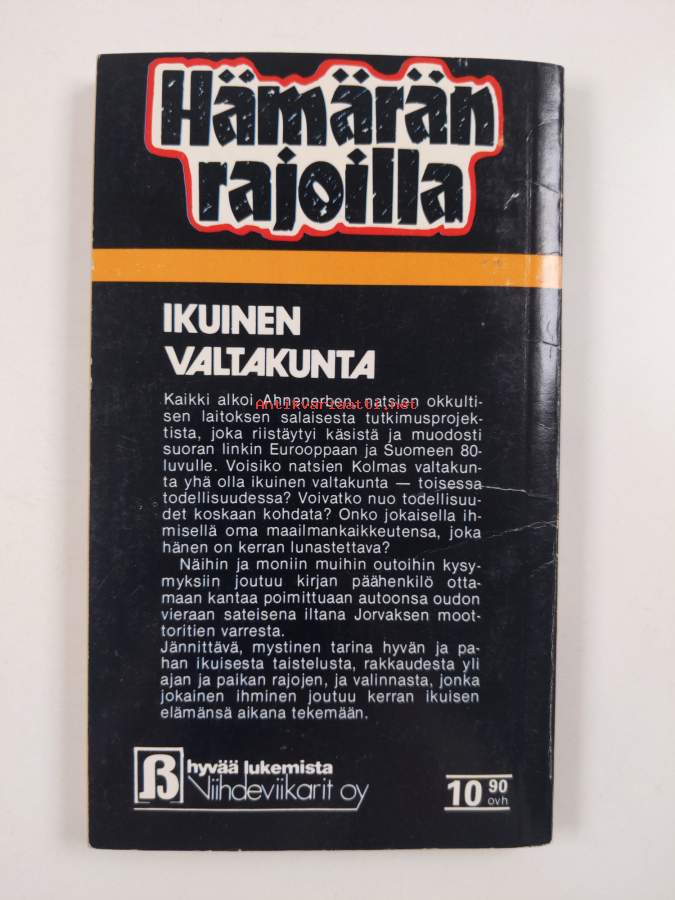 Hämärän
rajoilla
IKUINEN
VALTAKUNTA
Kaikki alkoi Ahnenerben, natsien okkulti-
Antikvariaatti.net
sen laitoksen salaisesta tutkimusprojek-
tista, joka riistäytyi käsistä ja muodosti
suoran linkin Eurooppaan ja Suomeen 80-
luvulle. Voisiko natsien Kolmas valtakun-
ta yhä olla ikuinen valtakunta — toisessa
todellisuudessa? Voivatko nuo todellisuu-
det koskaan kohdata? Onko jokaisella ih-
misellä oma maailmankaikkeutensa, joka
hänen on kerran lunastettava?
Näihin ja moniin muihin outoihin kysy-
myksiin joutuu kirjan päähenkilö otta-
maan kantaa poimittuaan autoonsa oudon
vieraan sateisena iltana Jorvaksen moot-
toritien varresta.
Jännittävä, mystinen tarina hyvän ja pa-
han ikuisesta taistelusta, rakkaudesta yli
ajan ja paikan rajojen, ja valinnasta, jonka
jokainen ihminen joutuu kerran ikuisen
elämänsä aikana tekemään.
hyvää lukemista
Viihdeviikarit oy
10 90
ovh